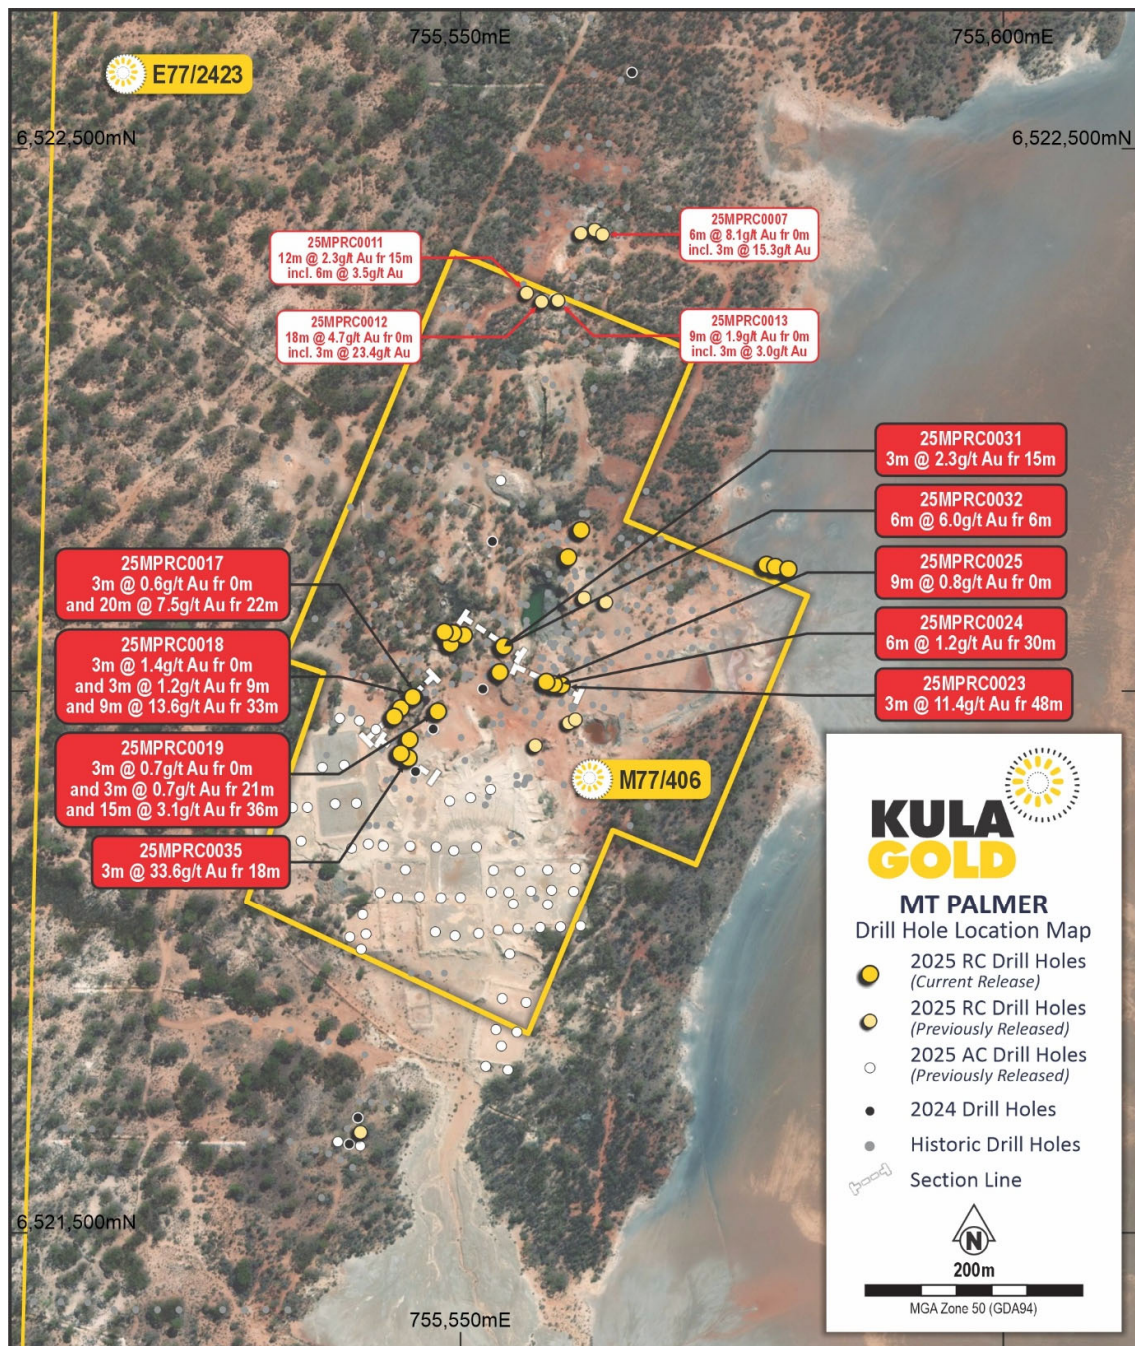 755,550mE
755,600mE
E77/2423
6,522,500mN
6,522,500mN
25MPRC0011
12m @ 2.3g/t Au fr 15m
incl. 6m @ 3.5g/t Au
25MPRC0007
6m @ 8.1g/t Au fr 0m
incl. 3m @ 15.3g/t Au
25MPRC0012
18m @ 4.7g/t Au fr 0m
incl. 3m @ 23.4g/t Au
25MPRC0013
9m @ 1.9g/t Au fr 0m
incl. 3m @ 3.0g/t Au
25MPRC0031
3m @ 2.3g/t Au fr 15m
25MPRC0032
6m @ 6.0g/t Au fr 6m
25MPRC0025
9m @ 0.8g/t Au fr 0m
25MPRC0024
6m @ 1.2g/t Au fr 30m
25MPRC0023
3m @ 11.4g/t Au fr 48m
25MPRC0017
3m @ 0.6g/t Au fr 0m
and 20m @ 7.5g/t Au fr 22m
25MPRC0018
3m @ 1.4g/t Au fr 0m
and 3m @ 1.2g/t Au fr 9m
and 9m @ 13.6g/t Au fr 33m
25MPRC0019
3m @ 0.7g/t Au fr 0m
and 3m @ 0.7g/t Au fr 21m
and 15m @ 3.1g/t Au fr 36m
25MPRC0035
3m @ 33.6g/t Au fr 18m
M77/406
KULA
GOLD
MT PALMER
Drill Hole Location Map
2025 RC Drill Holes
(Current Release)
2025 RC Drill Holes
(Previously Released)
2025 AC Drill Holes
(Previously Released)
2024 Drill Holes
Historic Drill Holes
Section Line
N
200m
MGA Zone 50 (GDA94)
6,521,500mN
755,550mE